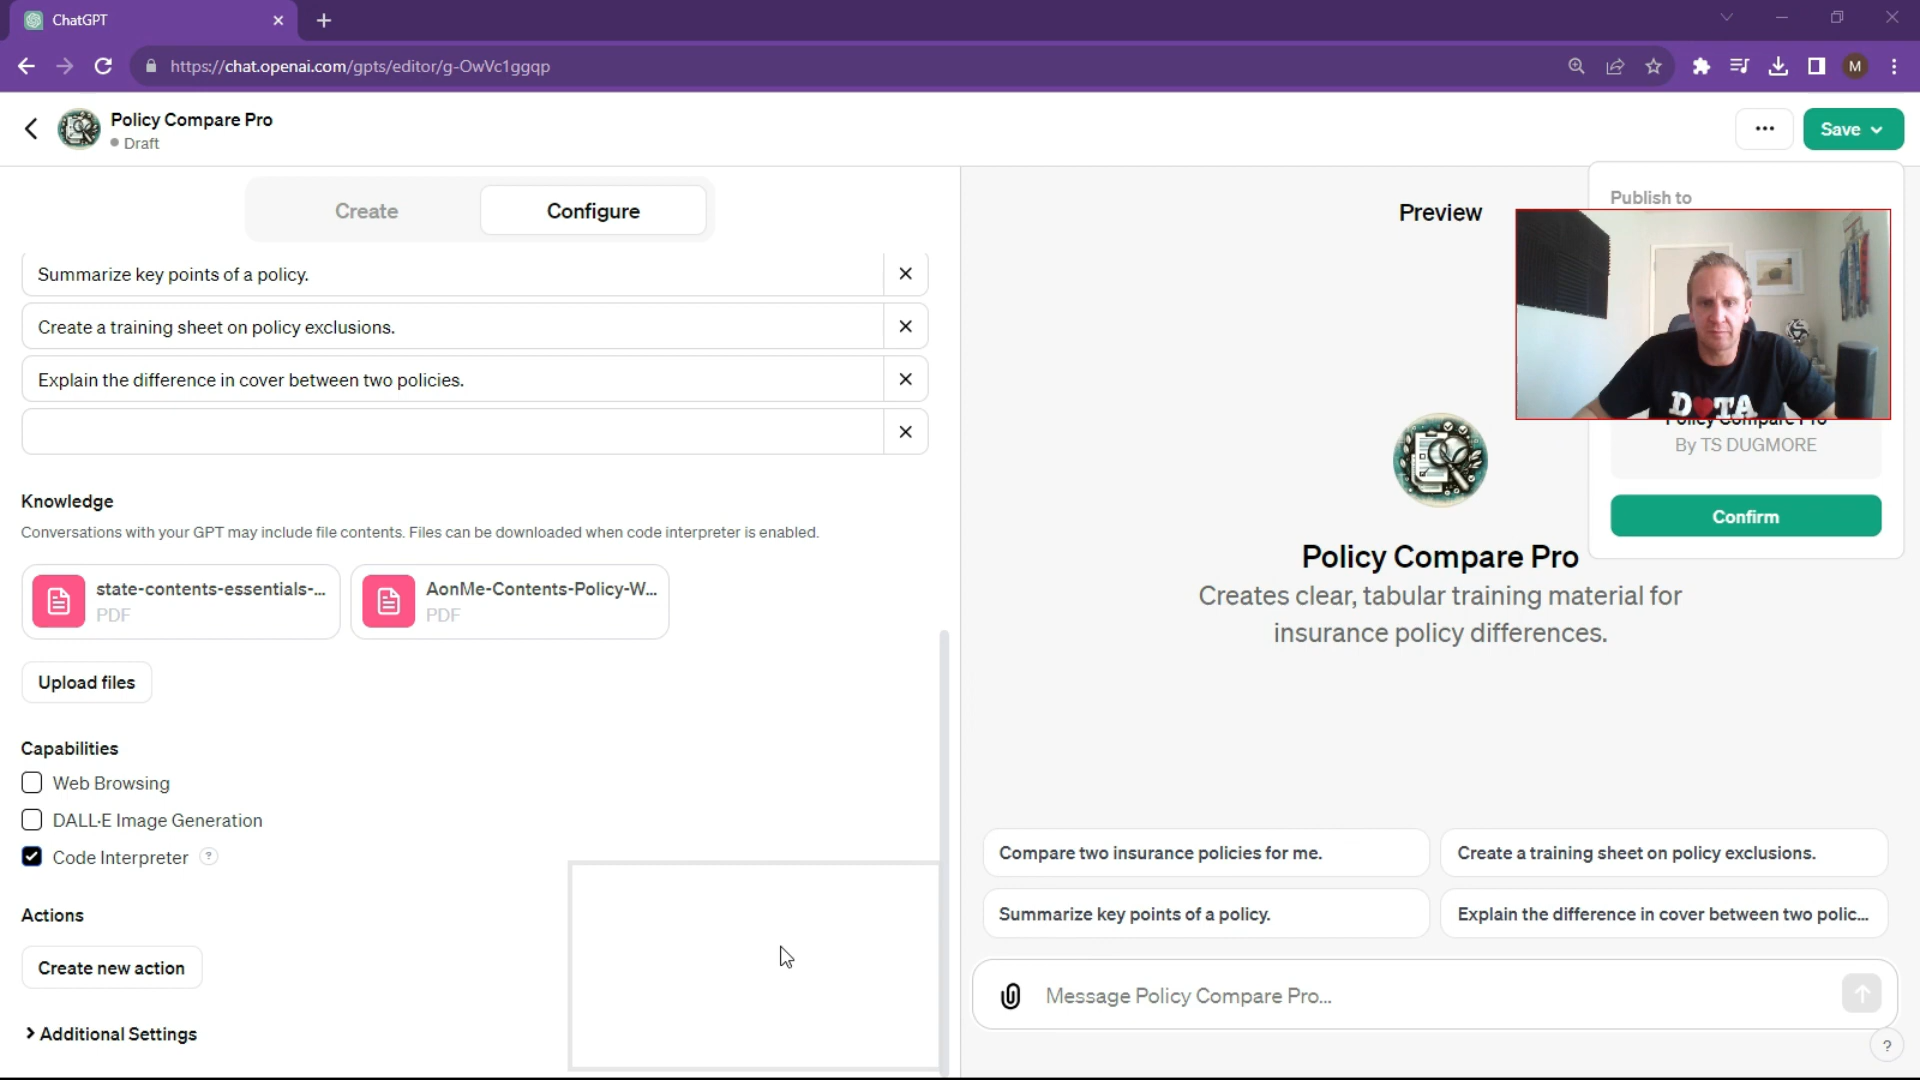 ChatGPT
https://chat.openai.com/gpts/editor/g-OwVc1ggqp
M
Policy Compare Pro
Draft
Save
Create
Configure
Summarize key points of a policy.
Create a training sheet on policy exclusions.
Explain the difference in cover between two policies.
Knowledge
Conversations with your GPT may include file contents. Files can be downloaded when code interpreter is enabled.
state-contents-essentials-...
PDF
AonMe-Contents-Policy-W...
PDF
Upload files
Capabilities
Web Browsing
DALL·E Image Generation
Code Interpreter ?
Actions
Create new action
Additional Settings
Preview
Publish to
D♥TA
Policy Compare Pro
By TS DUGMORE
Confirm
Policy Compare Pro
Creates clear, tabular training material for
insurance policy differences.
Compare two insurance policies for me.
Create a training sheet on policy exclusions.
Summarize key points of a policy.
Explain the difference in cover between two polic...
Message Policy Compare Pro...
?